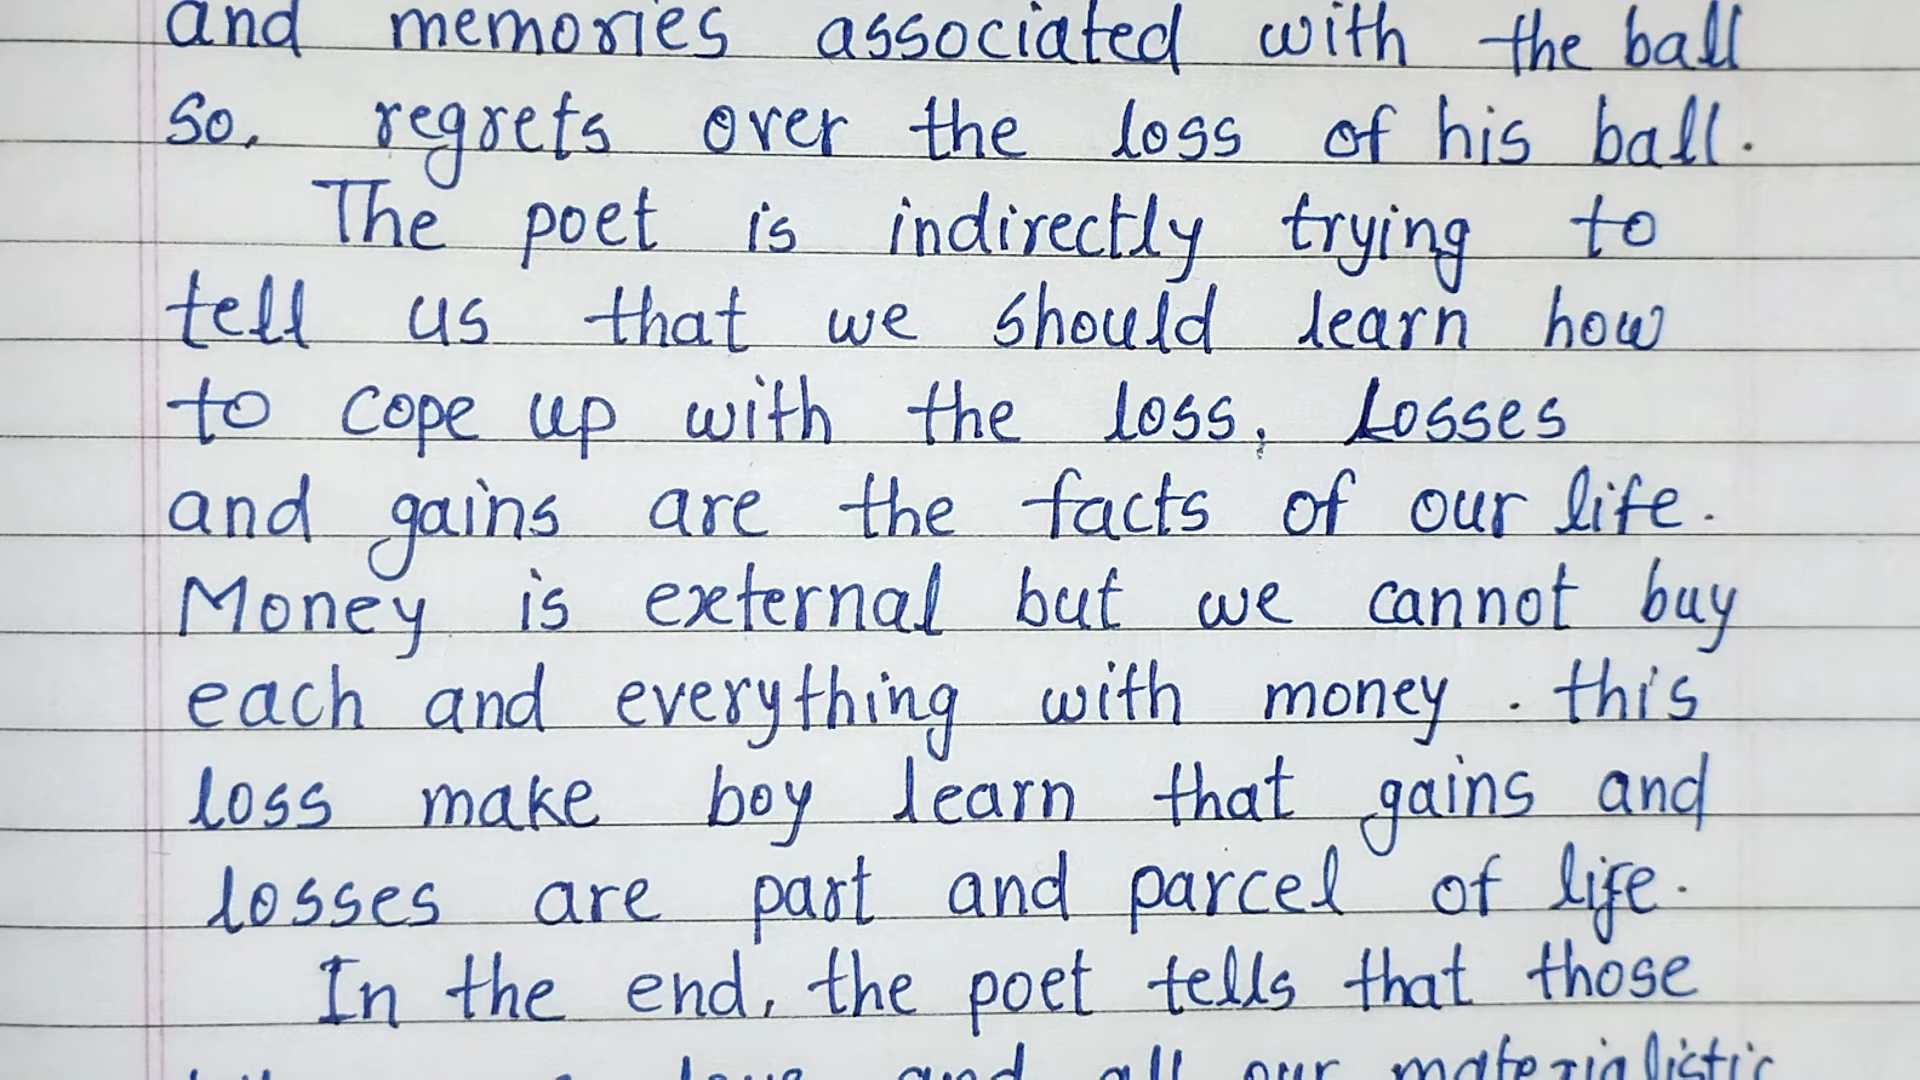 and memories associated with the ball
so, regrets over the loss of his ball.
The poet is indirectly trying to
tell us that we should learn how
to cope up with the loss, Losses
and gains are the facts of our life.
Money is external but we cannot buy
each and everything with money. this
loss make boy learn that gains and
losses are part and parcel of life.
In the end, the poet tells that those
and all our materialistic